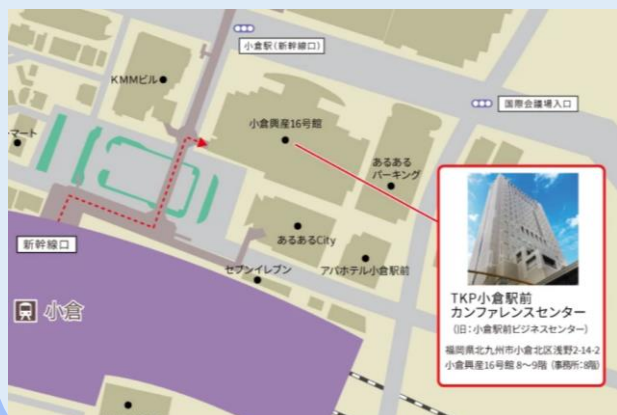 小倉駅(新幹線口)
KMMビル
国際会議場入口
小倉興産16号館
・マート
あるある
パーキング
新幹線口
あるあるCity
セブンイレブン
アパホテル小倉駅前
小倉
TKP小倉駅前
カンファレンスセンター
(旧:小倉駅前ビジネスセンター)
福岡県北九州市小倉北区浅野2-14-2
小倉興産16号館 8〜9階 (事務所:8階)